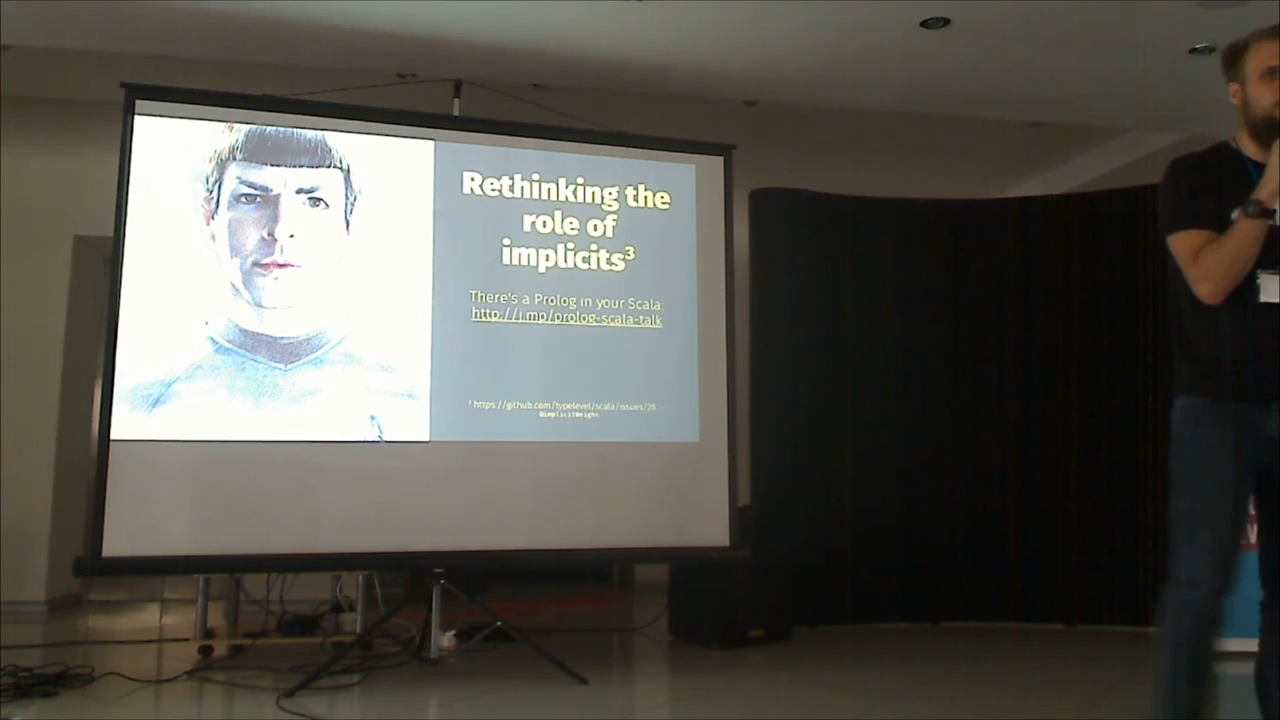 Rethinking the
role of
implicits³
There's a Prolog in your Scala:
http://j.mp/prolog-scala-talk
³ https://github.com/typelevel/scala/issues/28 -
@implicitWeight